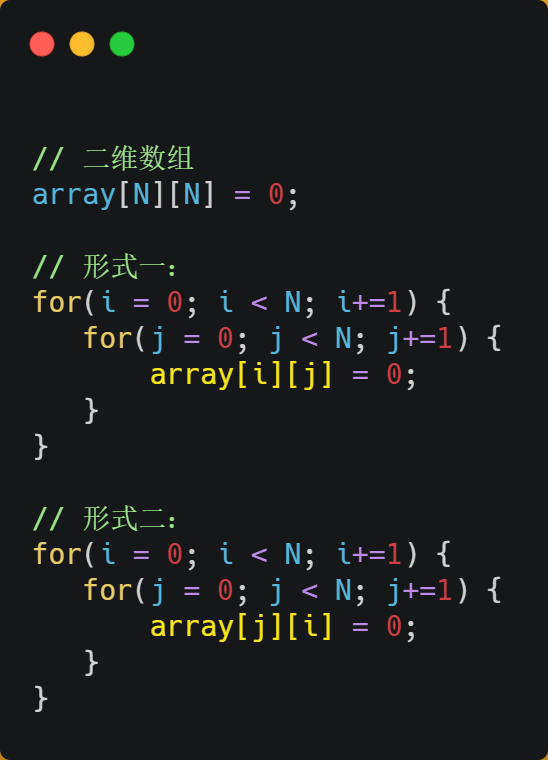 // 二维数组
array[N][N] = 0;
// 形式一：
for(i = 0; i < N; i+=1) {
for(j = 0; j < N; j+=1) {
array[i][j] = 0;
}
}
// 形式二：
for(i = 0; i < N; i+=1) {
for(j = 0; j < N; j+=1) {
array[j][i] = 0;
}
}